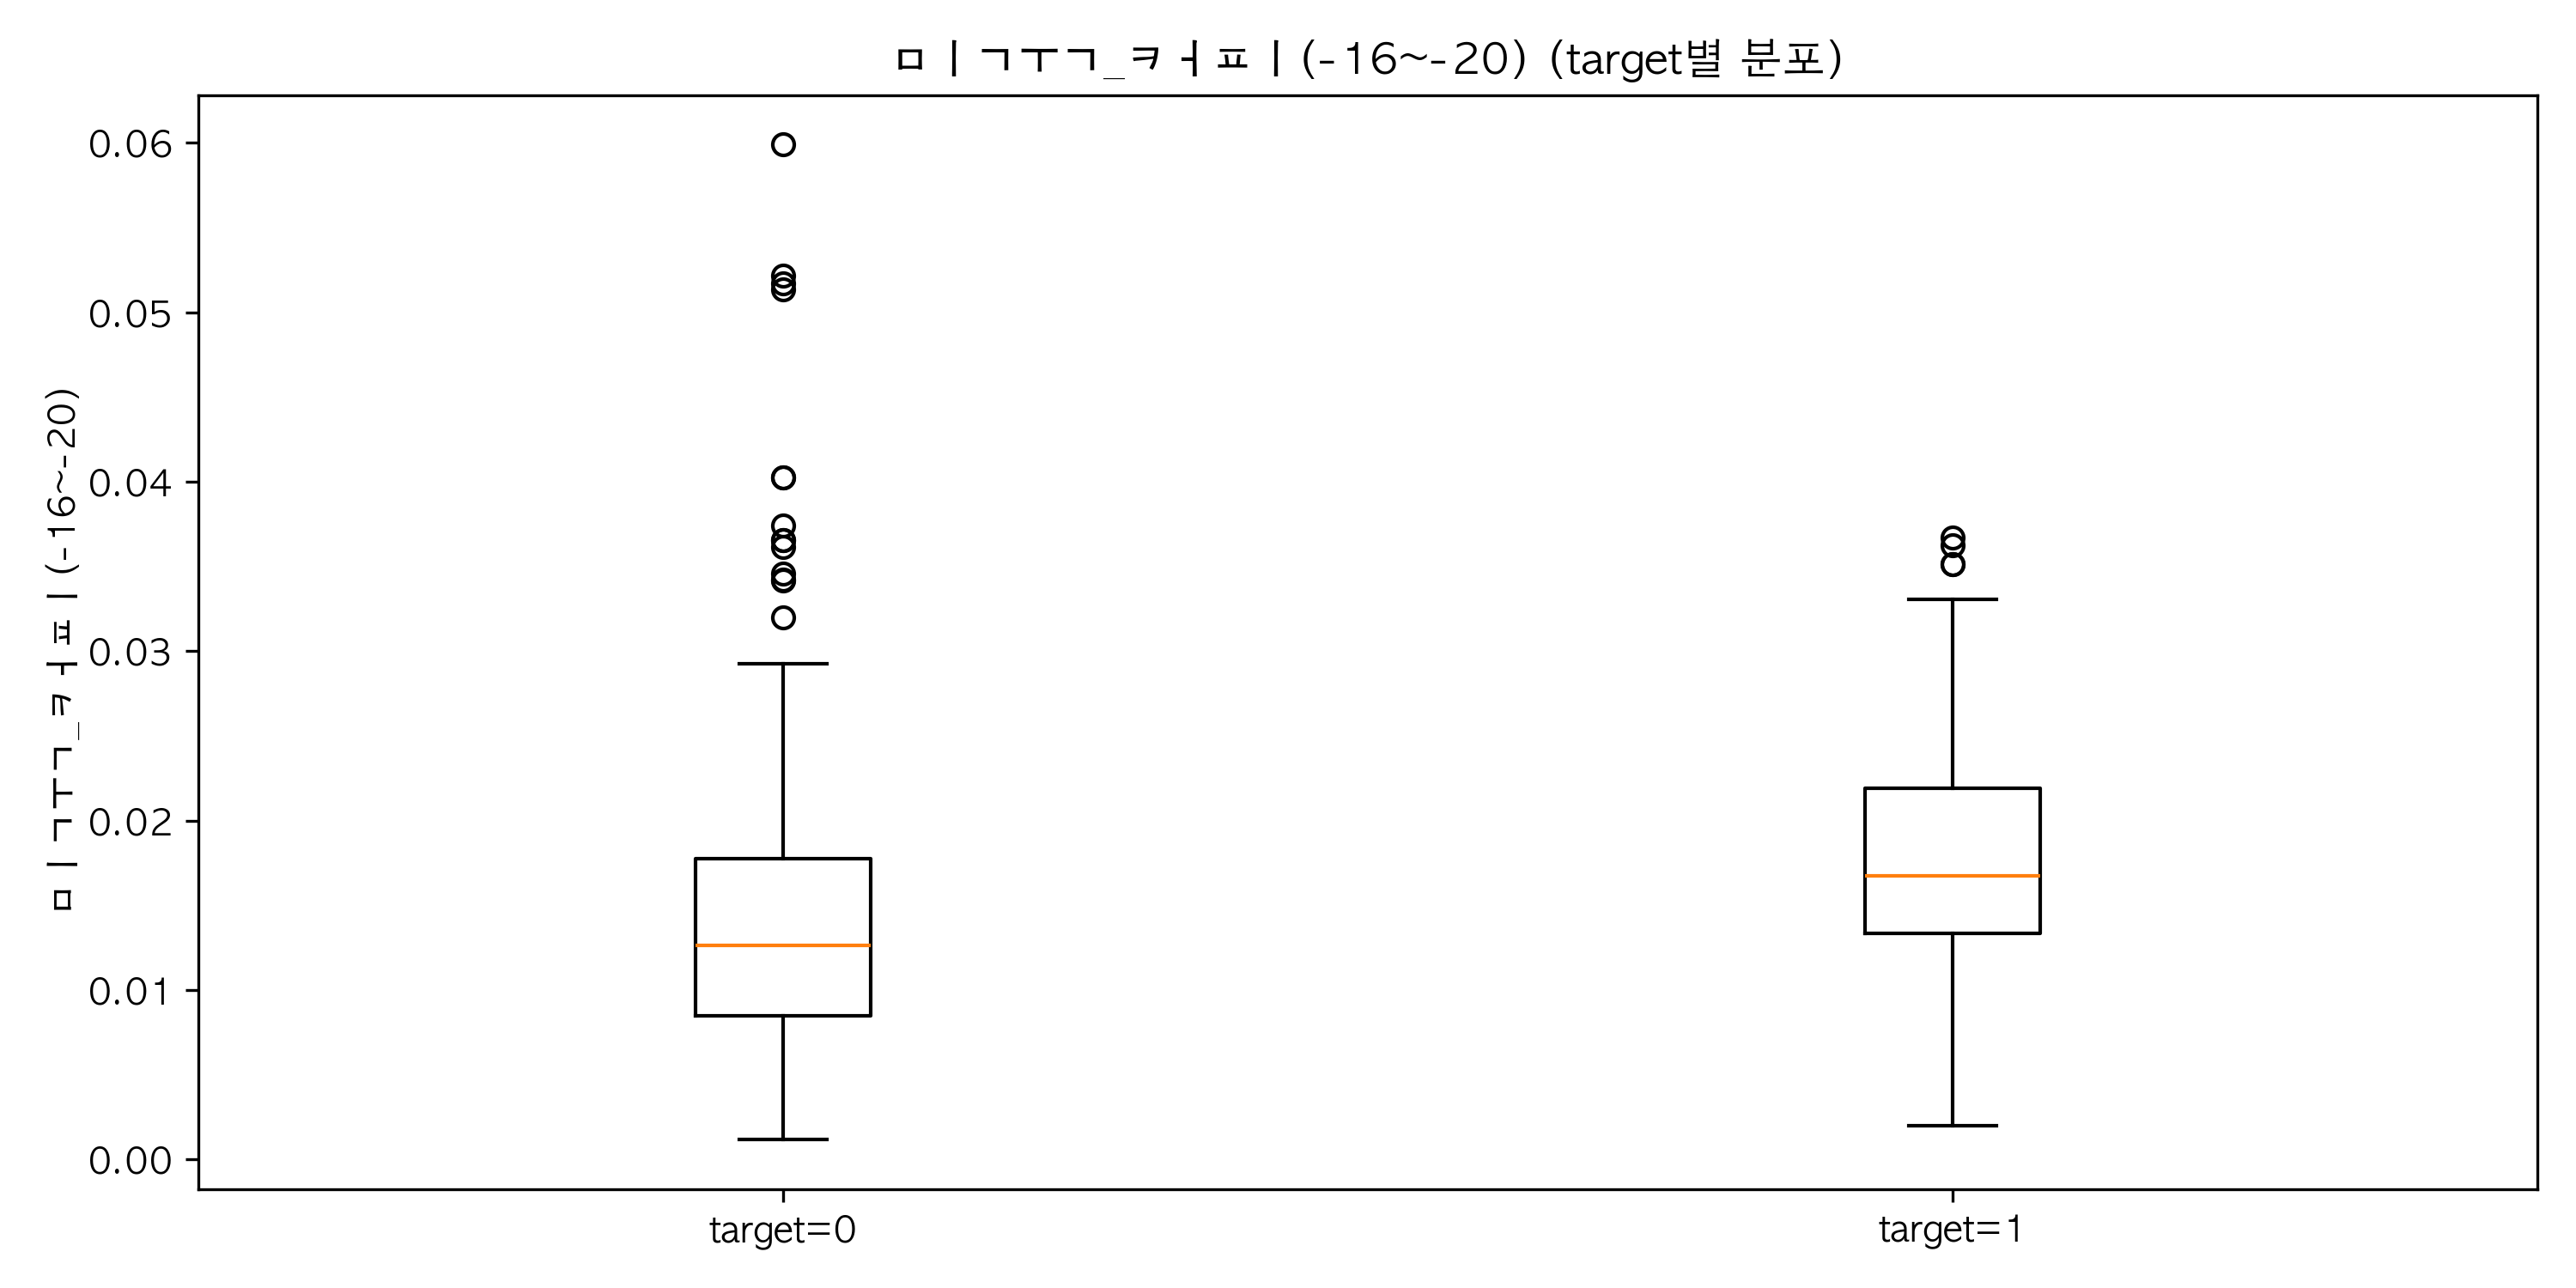 ㅁㅣㄱㅜㄱ_ㅋㅓㅍㅣ(-16~-20) (target별 분포)
ㅁㅣㄱㅜㄱ_ㅋㅓㅍㅣ(-16~-20)
0.06
0.05
0.04
0.03
0.02
0.01
0.00
target=0
target=1